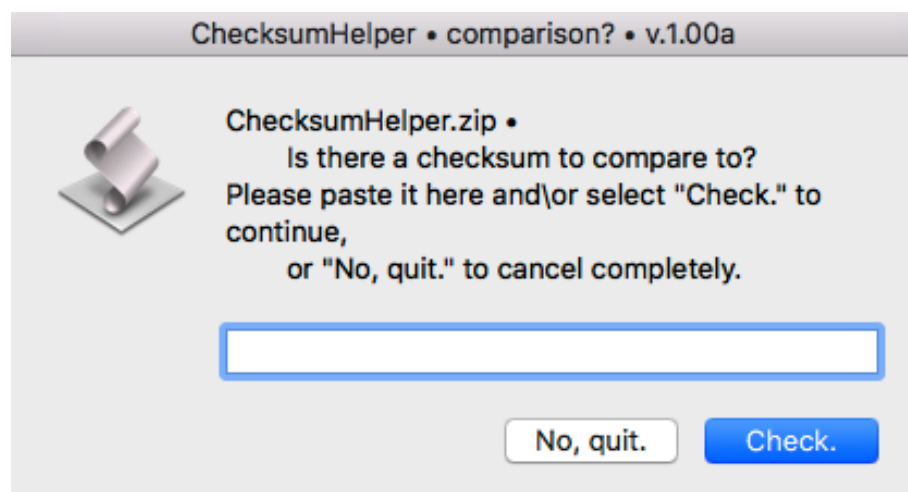 ChecksumHelper • comparison? • v.1.00a
ChecksumHelper.zip •
Is there a checksum to compare to?
Please paste it here and\or select "Check." to
continue,
or "No, quit." to cancel completely.
No, quit.
Check.